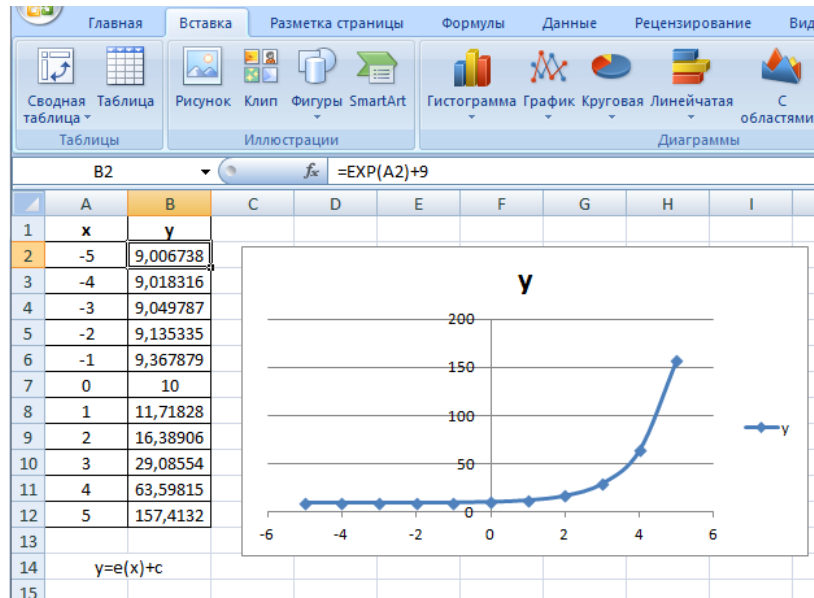 Главная Вставка Разметка страницы Формулы Данные Рецензирование Вид
Сводная таблица Таблица Рисунок Клип Фигуры SmartArt Гистограмма График Круговая Линейчатая С областями
Таблицы Иллюстрации Диаграммы
B2 fx =EXP(A2)+9
A B C D E F G H I
1 x y
2 -5 9,006738
3 -4 9,018316
4 -3 9,049787
5 -2 9,135335
6 -1 9,367879
7 0 10
8 1 11,71828
9 2 16,38906
10 3 29,08554
11 4 63,59815
12 5 157,4132
13
14 y=e(x)+c
15
y
200
150
100
50
0
-6 -4 -2 0 2 4 6
y